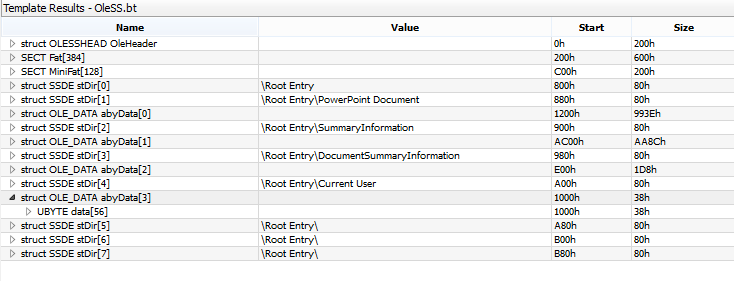 Template Results - OleSS.bt
Name Value Start Size
struct OLESSHEAD OleHeader 0h 200h
SECT Fat[384] 200h 600h
SECT MiniFat[128] C00h 200h
struct SSDE stDir[0] \Root Entry 800h 80h
struct SSDE stDir[1] \Root Entry\PowerPoint Document 880h 80h
struct OLE_DATA abyData[0] 1200h 993Eh
struct SSDE stDir[2] \Root Entry\SummaryInformation 900h 80h
struct OLE_DATA abyData[1] AC00h AA8Ch
struct SSDE stDir[3] \Root Entry\DocumentSummaryInformation 980h 80h
struct OLE_DATA abyData[2] E00h 1D8h
struct SSDE stDir[4] \Root Entry\Current User A00h 80h
struct OLE_DATA abyData[3] 1000h 38h
UBYTE data[56] 1000h 38h
struct SSDE stDir[5] \Root Entry\ A80h 80h
struct SSDE stDir[6] \Root Entry\ B00h 80h
struct SSDE stDir[7] \Root Entry\ B80h 80h